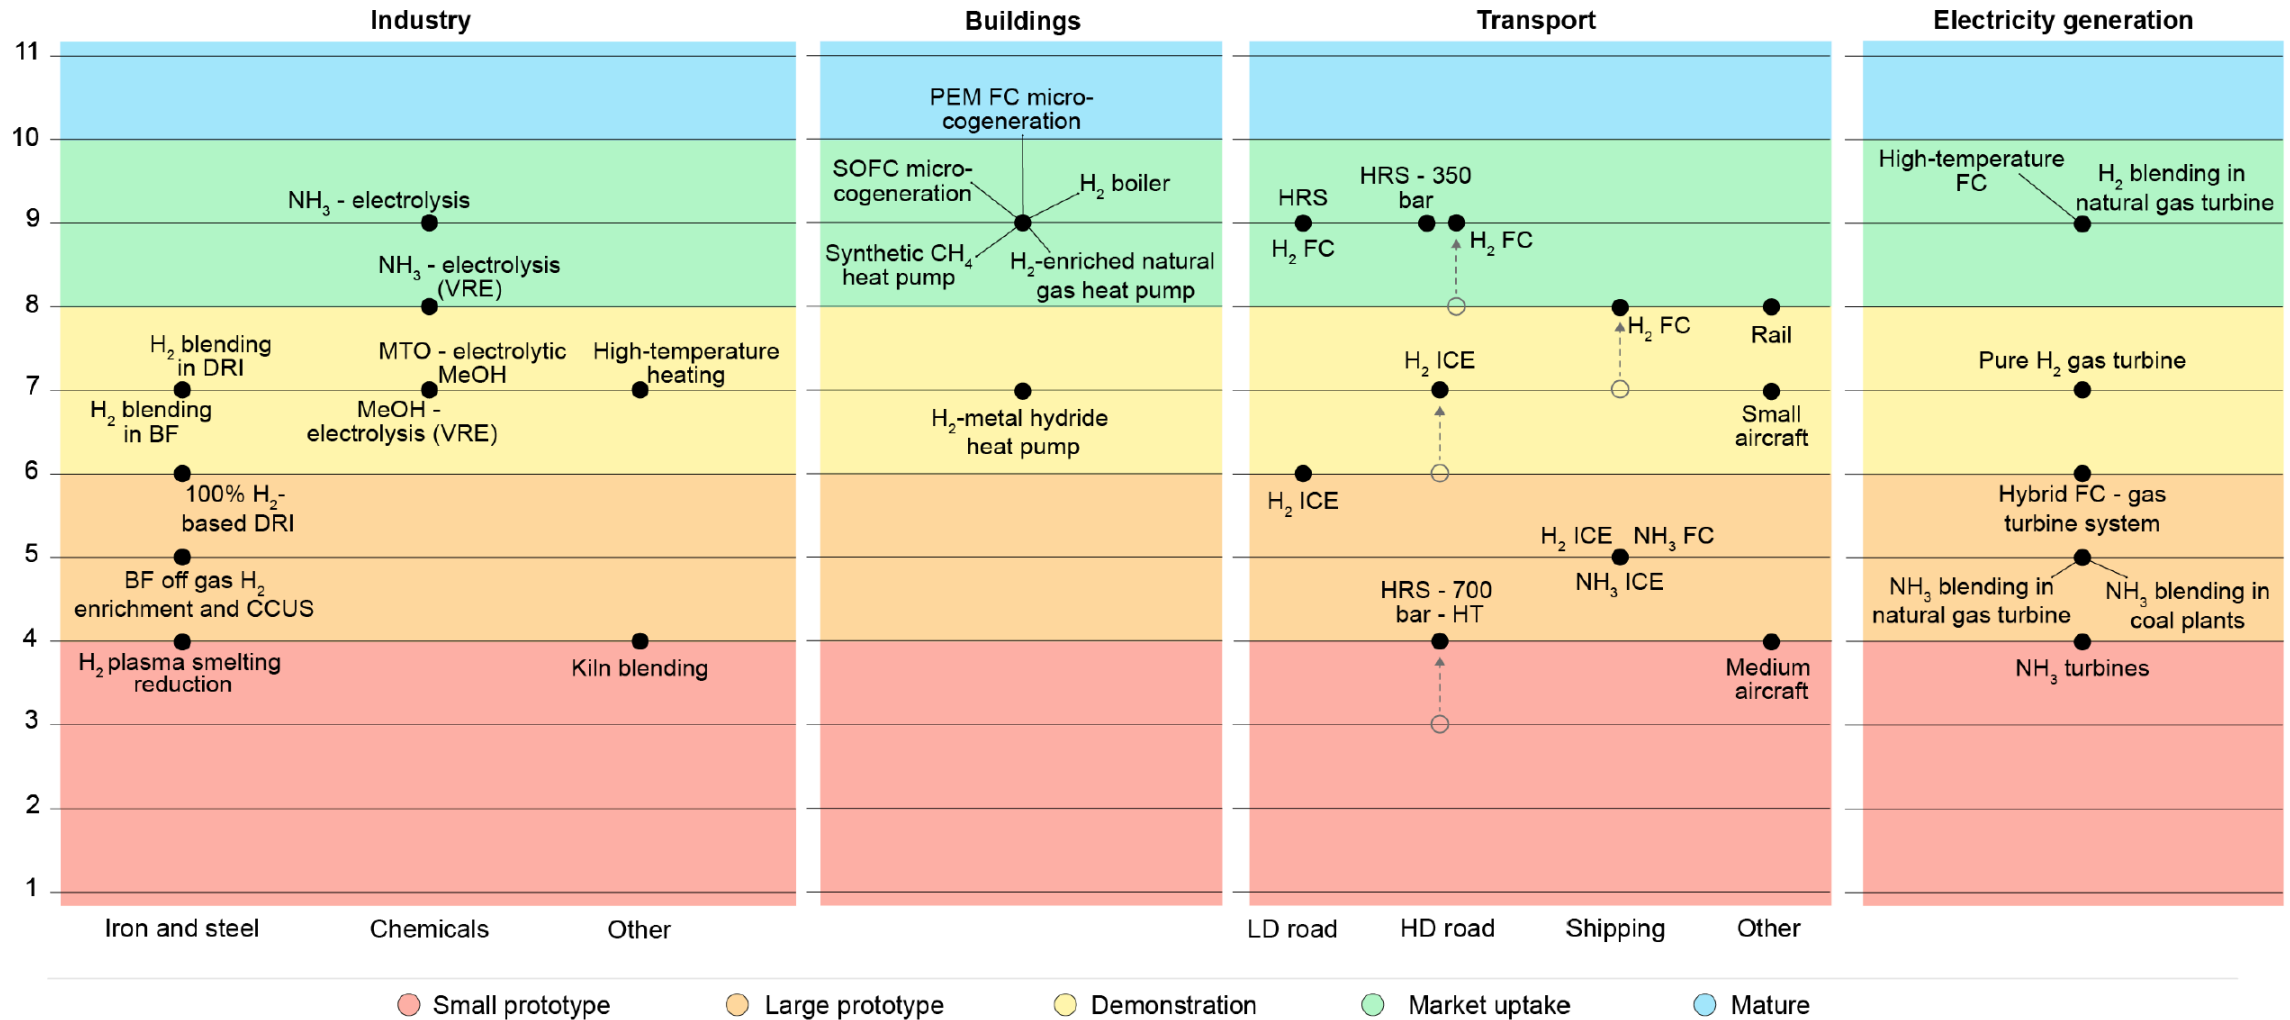 Industry
Buildings
Transport
Electricity generation
11
10
9
8
7
6
5
4
3
2
1
NH₃ - electrolysis
NH₃ - electrolysis
(VRE)
H₂ blending
in DRI
MTO - electrolytic
MeOH
High-temperature
heating
H₂ blending
in BF
MeOH -
electrolysis (VRE)
100% H₂-
based DRI
BF off gas H₂
enrichment and CCUS
H₂ plasma smelting
reduction
Kiln blending
Iron and steel
Chemicals
Other
PEM FC micro-
cogeneration
SOFC micro-
cogeneration
H₂ boiler
Synthetic CH₄
heat pump
H₂-enriched natural
gas heat pump
H₂-metal hydride
heat pump
HRS
H₂ FC
HRS - 350
bar
H₂ FC
H₂ FC
Rail
H₂ ICE
Small
aircraft
H₂ ICE
H₂ ICE
NH₃ FC
NH₃ ICE
HRS - 700
bar - HT
Medium
aircraft
LD road
HD road
Shipping
Other
High-temperature
FC
H₂ blending in
natural gas turbine
Pure H₂ gas turbine
Hybrid FC - gas
turbine system
NH₃ blending in
natural gas turbine
NH₃ blending in
coal plants
NH₃ turbines
Small prototype
Large prototype
Demonstration
Market uptake
Mature